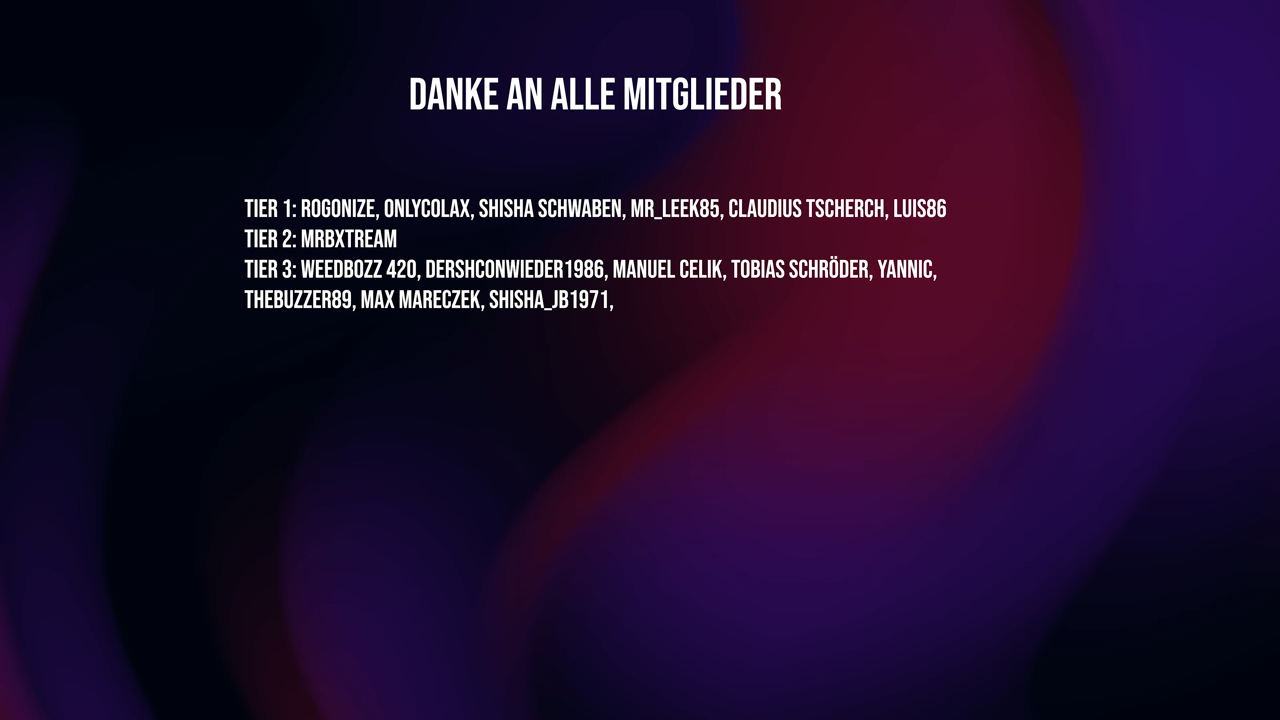 DANKE AN ALLE MITGLIEDER
TIER 1: ROGONIZE, ONLYCOLAX, SHISHA SCHWABEN, MR_LEEK85, CLAUDIUS TSCHERCH, LUIS86
TIER 2: MRBXTREAM
TIER 3: WEEDBOZZ 420, DERSHCONWIEDER1986, MANUEL CELIK, TOBIAS SCHRÖDER, YANNIC,
THEBUZZER89, MAX MARECZEK, SHISHA_JB1971,